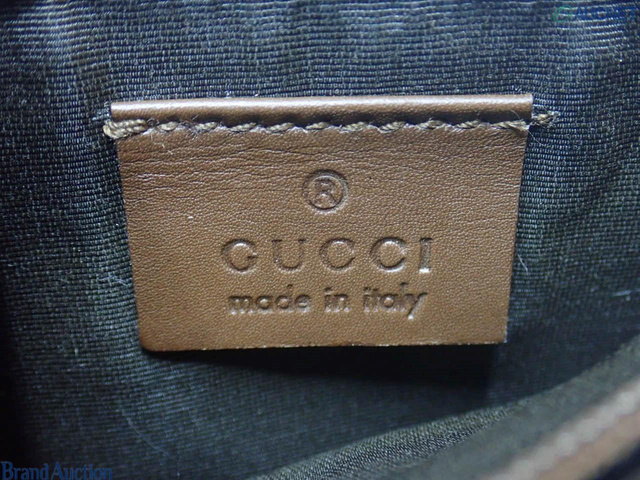 ®
GUCCI
made in italy
Brand Auction